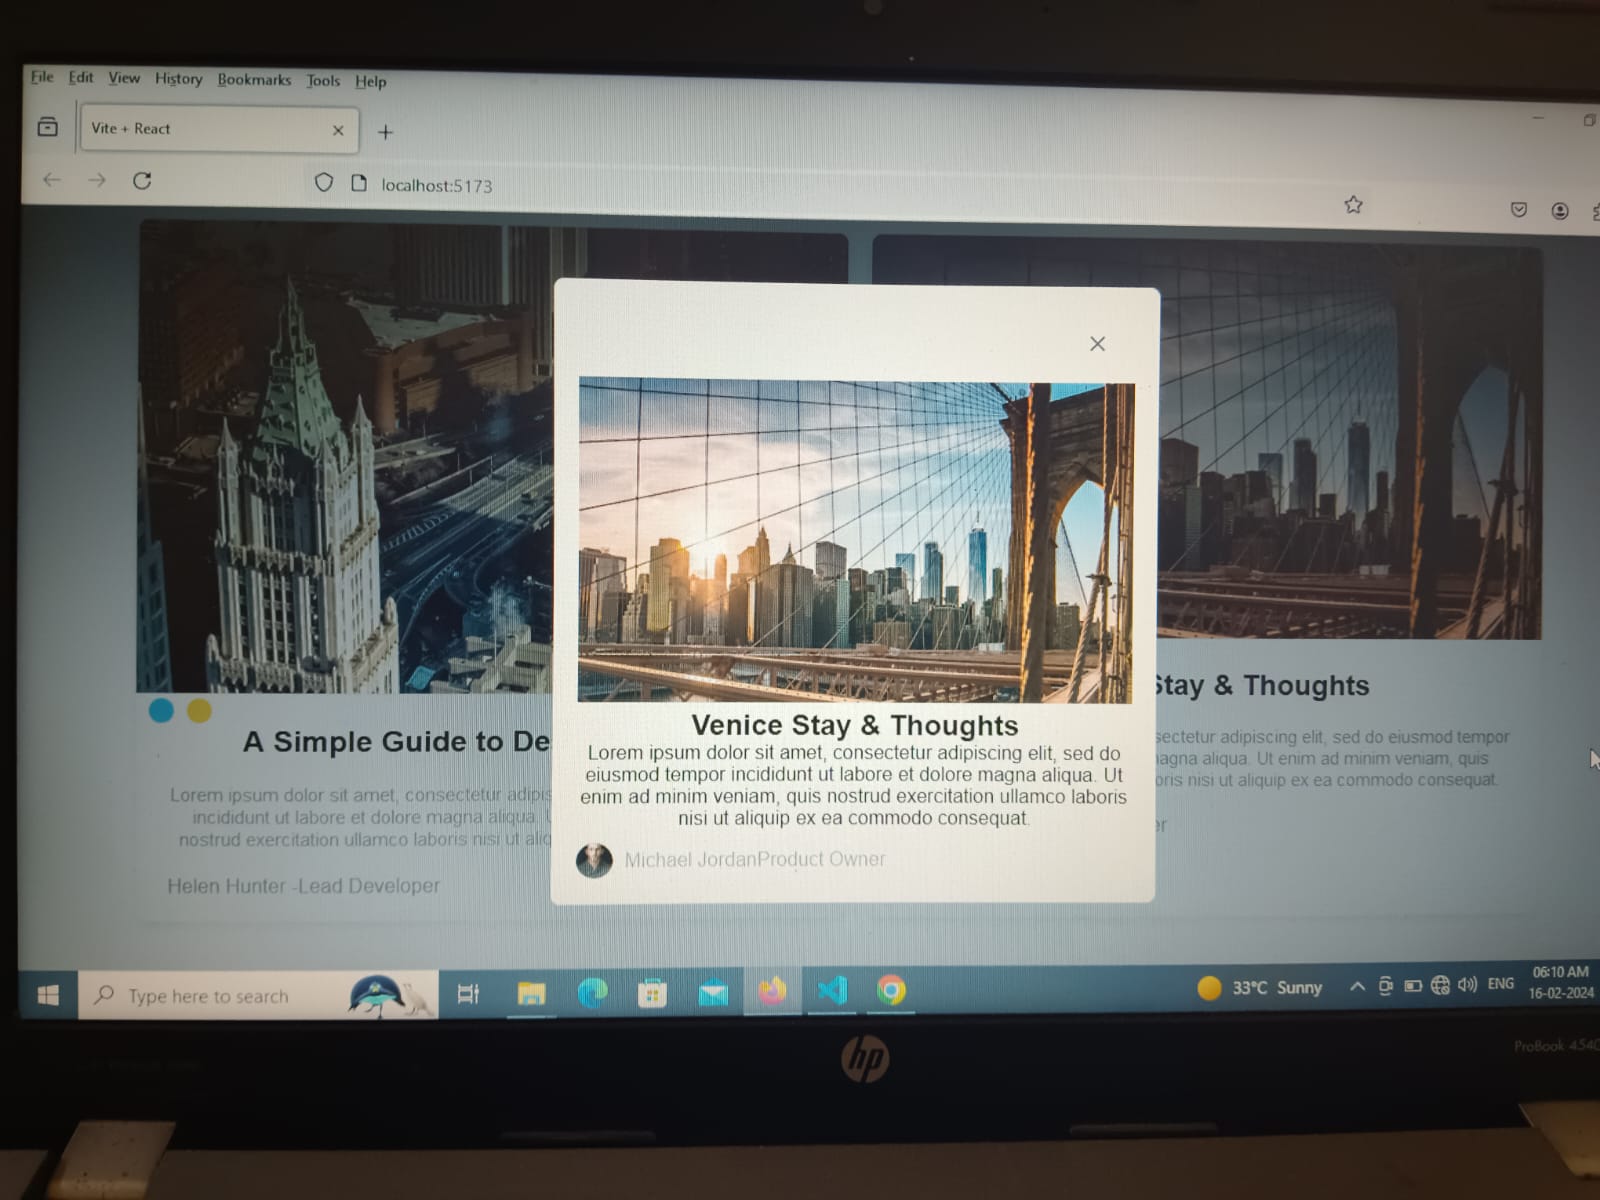 File Edit View History Bookmarks Tools Help
Vite + React
localhost:5173
Venice Stay & Thoughts
Lorem ipsum dolor sit amet, consectetur adipiscing elit, sed do
eiusmod tempor incididunt ut labore et dolore magna aliqua. Ut
enim ad minim veniam, quis nostrud exercitation ullamco laboris
nisi ut aliquip ex ea commodo consequat.
Michael JordanProduct Owner
A Simple Guide to De
Lorem ipsum dolor sit amet, consectetur adipis
incididunt ut labore et dolore magna aliqua. U
nostrud exercitation ullamco laboris nisi ut aliq
Helen Hunter -Lead Developer
Stay & Thoughts
sectetur adipiscing elit, sed do eiusmod tempor
agna aliqua. Ut enim ad minim veniam, quis
oris nisi ut aliquip ex ea commodo consequat.
er
Type here to search
33°C Sunny
ENG
06:10 AM
16-02-2024
hp
ProBook 4540